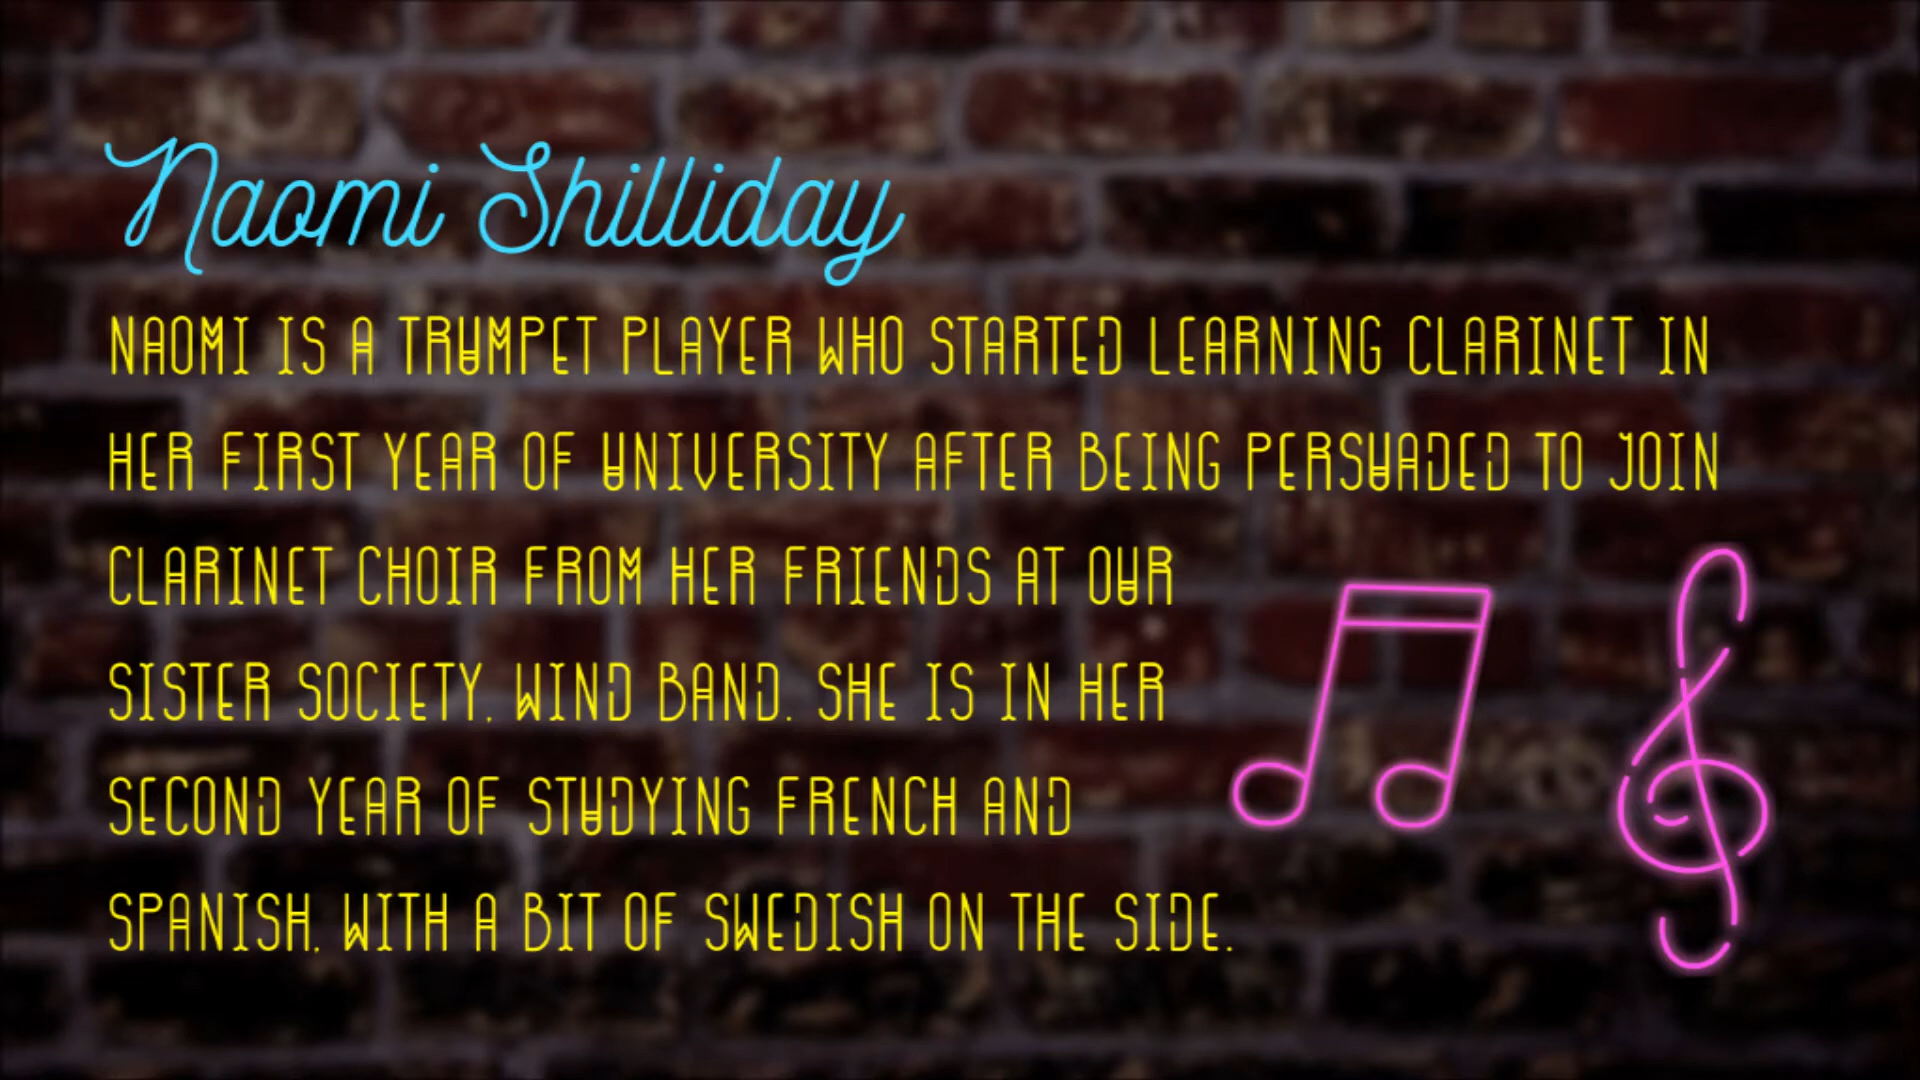 Naomi Shilliday
NAOMI IS A TRUMPET PLAYER WHO STARTED LEARNING CLARINET IN
HER FIRST YEAR OF UNIVERSITY AFTER BEING PERSUADED TO JOIN
CLARINET CHOIR FROM HER FRIENDS AT OUR
SISTER SOCIETY, WIND BAND. SHE IS IN HER
SECOND YEAR OF STUDYING FRENCH AND
SPANISH, WITH A BIT OF SWEDISH ON THE SIDE.